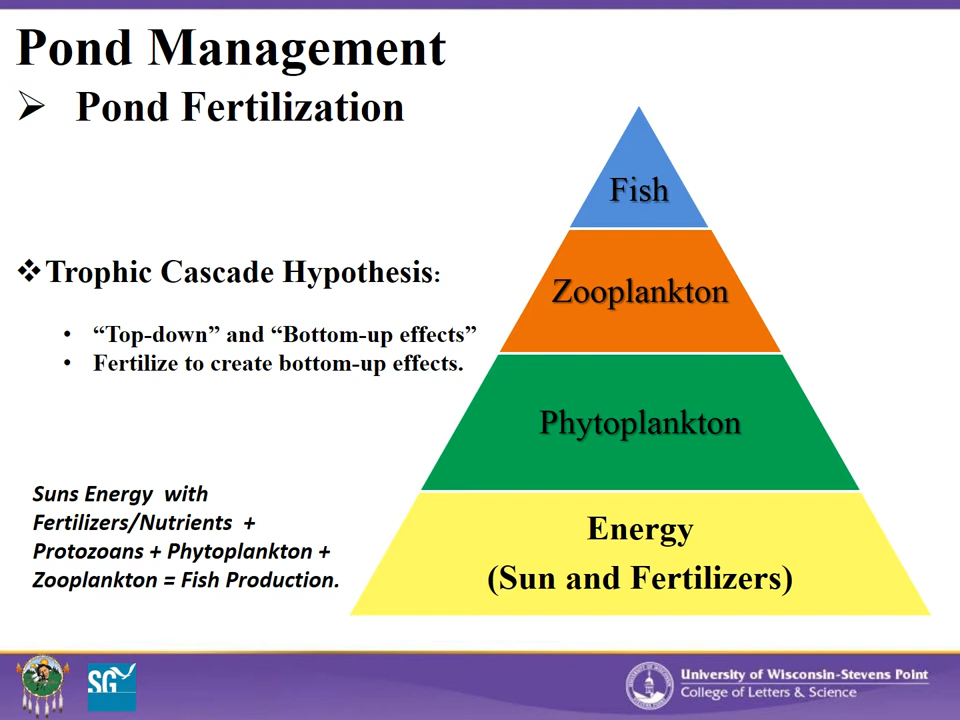 Pond Management
➢ Pond Fertilization
❖Trophic Cascade Hypothesis:
• “Top-down” and “Bottom-up effects”
• Fertilize to create bottom-up effects.
Suns Energy with
Fertilizers/Nutrients +
Protozoans + Phytoplankton +
Zooplankton = Fish Production.
Fish
Zooplankton
Phytoplankton
Energy
(Sun and Fertilizers)
SG
University of Wisconsin-Stevens Point
College of Letters & Science